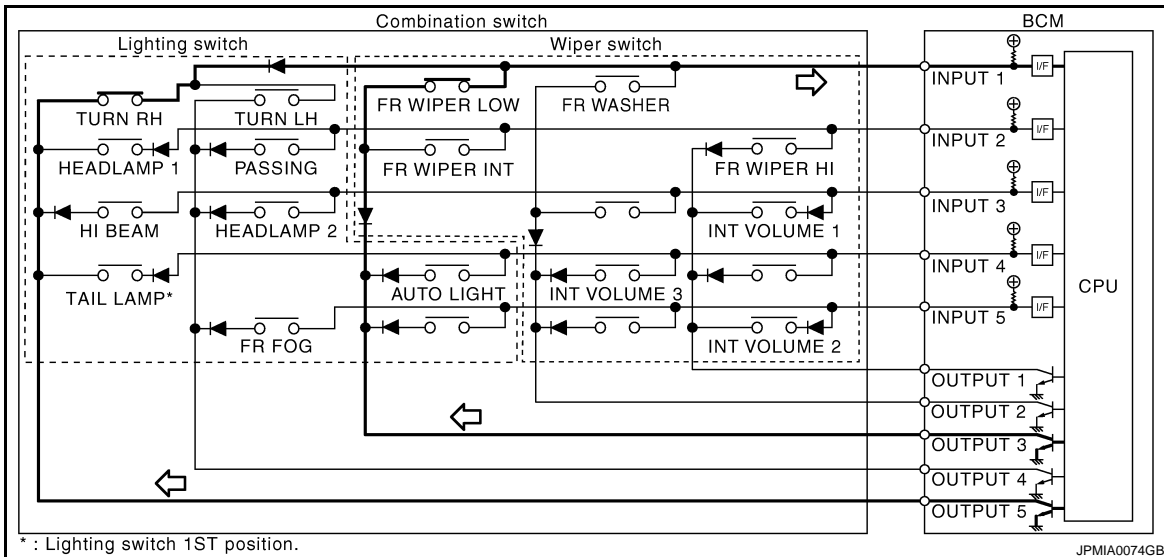 Combination switch
BCM
Lighting switch
Wiper switch
INPUT 1
I/F
TURN RH
TURN LH
FR WIPER LOW
FR WASHER
INPUT 2
I/F
HEADLAMP 1
PASSING
FR WIPER INT
FR WIPER HI
INPUT 3
I/F
HI BEAM
HEADLAMP 2
INT VOLUME 1
INPUT 4
I/F
TAIL LAMP*
AUTO LIGHT
INT VOLUME 3
CPU
INPUT 5
I/F
FR FOG
INT VOLUME 2
OUTPUT 1
OUTPUT 2
OUTPUT 3
OUTPUT 4
OUTPUT 5
* : Lighting switch 1ST position.
JPMIA0074GB